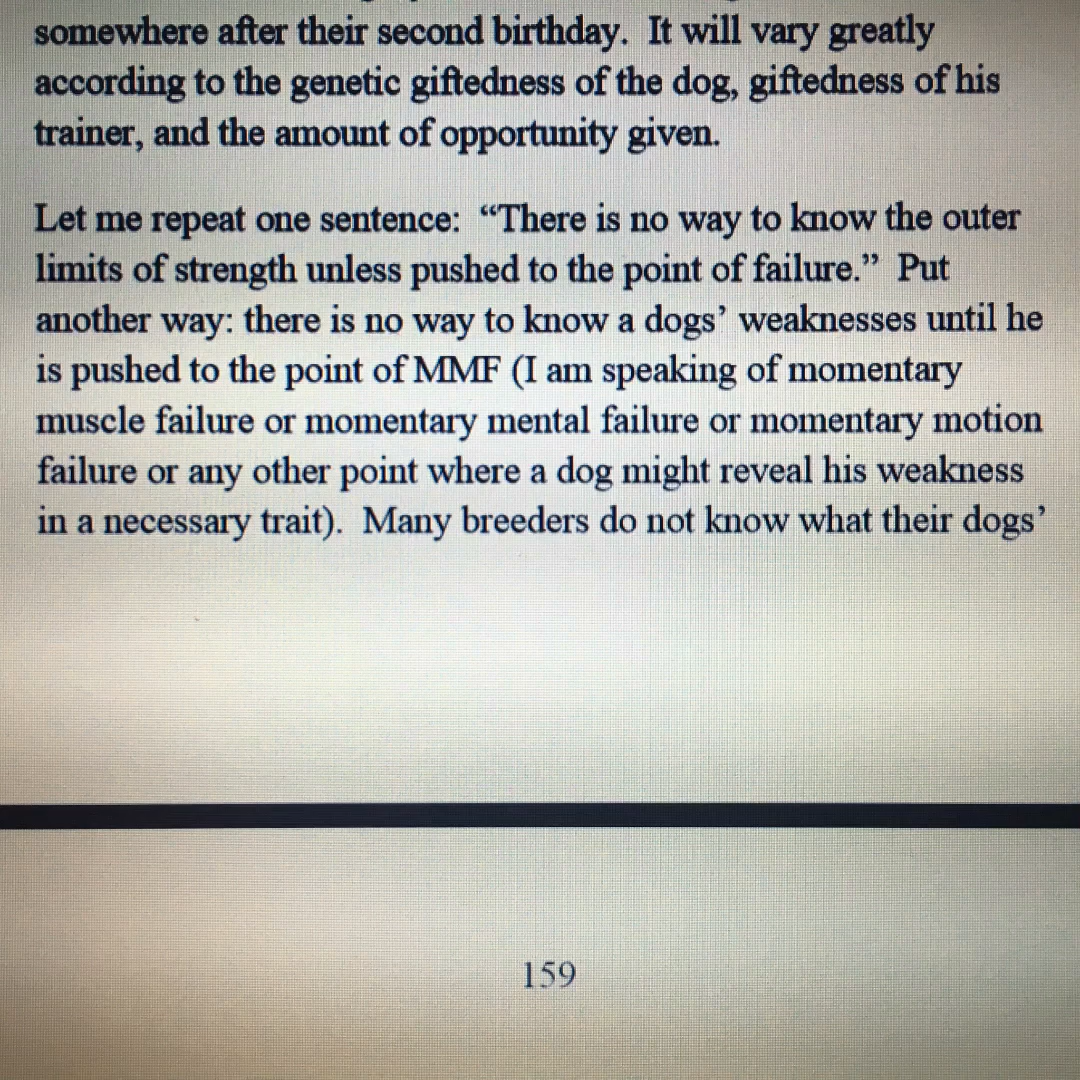 somewhere after their second birthday.  It will vary greatly
according to the genetic giftedness of the dog, giftedness of his
trainer, and the amount of opportunity given.
Let me repeat one sentence:  “There is no way to know the outer
limits of strength unless pushed to the point of failure.”  Put
another way: there is no way to know a dogs’ weaknesses until he
is pushed to the point of MMF (I am speaking of momentary
muscle failure or momentary mental failure or momentary motion
failure or any other point where a dog might reveal his weakness
in a necessary trait).  Many breeders do not know what their dogs’
159